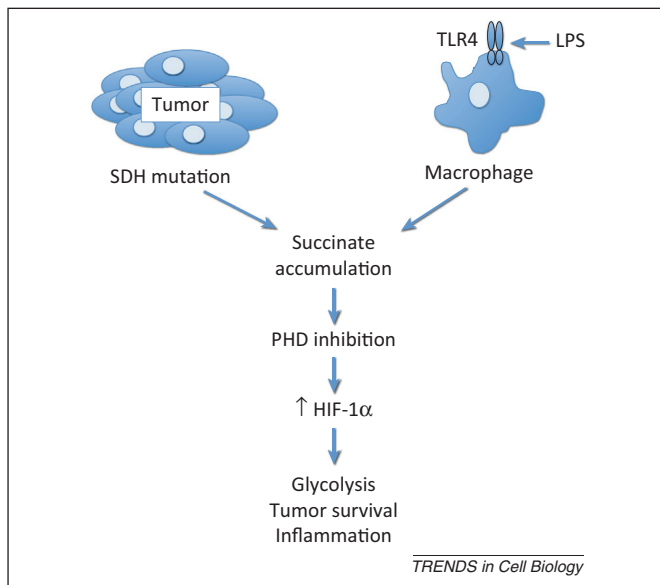 TLR4
LPS
Tumor
SDH mutation
Macrophage
Succinate
accumulation
PHD inhibition
↑ HIF-1α
Glycolysis
Tumor survival
Inflammation
TRENDS in Cell Biology